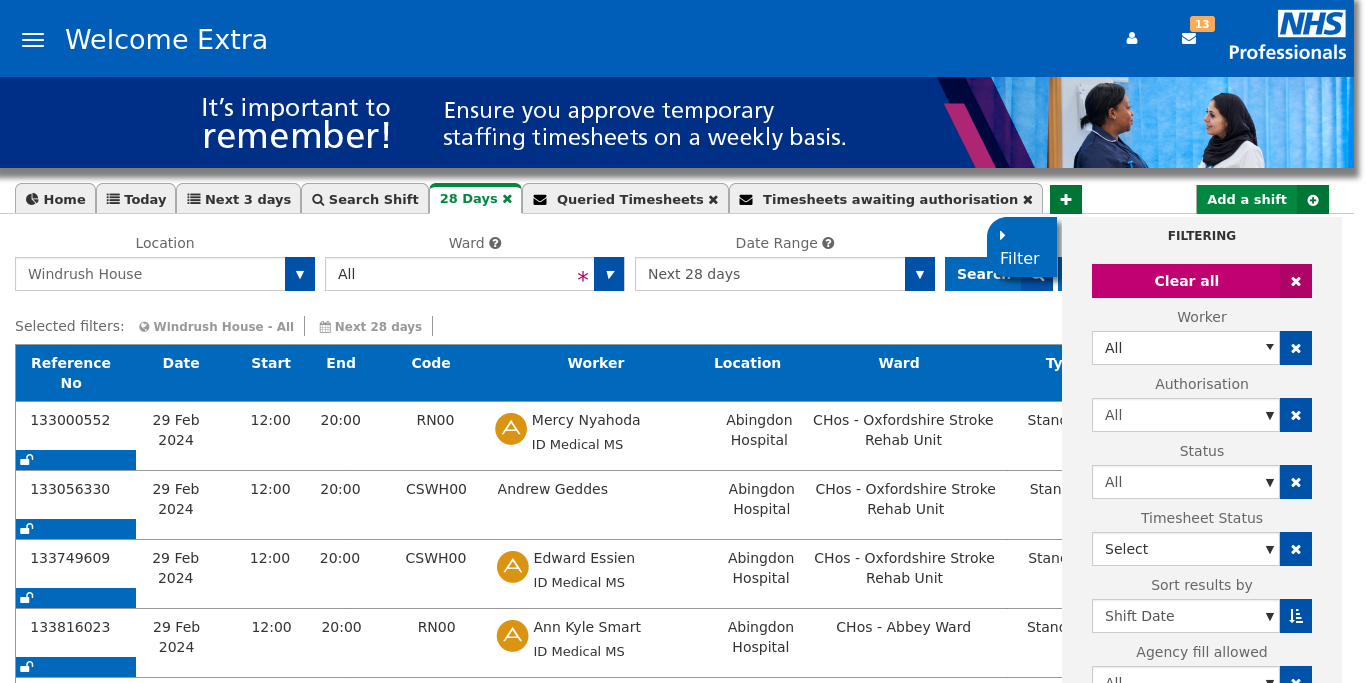 Welcome Extra
13
NHS
Professionals
It's important to
remember!
Ensure you approve temporary
staffing timesheets on a weekly basis.
Home
Today
Next 3 days
Search Shift
28 Days
Queried Timesheets
Timesheets awaiting authorisation
Add a shift
Location
Ward
Date Range
Windrush House
All
*
Next 28 days
Search
Filter
Selected filters:
Windrush House - All
Next 28 days
Reference
No
Date
Start
End
Code
Worker
Location
Ward
Ty
133000552
29 Feb
2024
12:00
20:00
RN00
Mercy Nyahoda
ID Medical MS
Abingdon
Hospital
CHos - Oxfordshire Stroke
Rehab Unit
Stand
133056330
29 Feb
2024
12:00
20:00
CSWH00
Andrew Geddes
Abingdon
Hospital
CHos - Oxfordshire Stroke
Rehab Unit
Stan
133749609
29 Feb
2024
12:00
20:00
CSWH00
Edward Essien
ID Medical MS
Abingdon
Hospital
CHos - Oxfordshire Stroke
Rehab Unit
Stand
133816023
29 Feb
2024
12:00
20:00
RN00
Ann Kyle Smart
ID Medical MS
Abingdon
Hospital
CHos - Abbey Ward
Stand
FILTERING
Clear all
Worker
All
Authorisation
All
Status
All
Timesheet Status
Select
Sort results by
Shift Date
Agency fill allowed
All